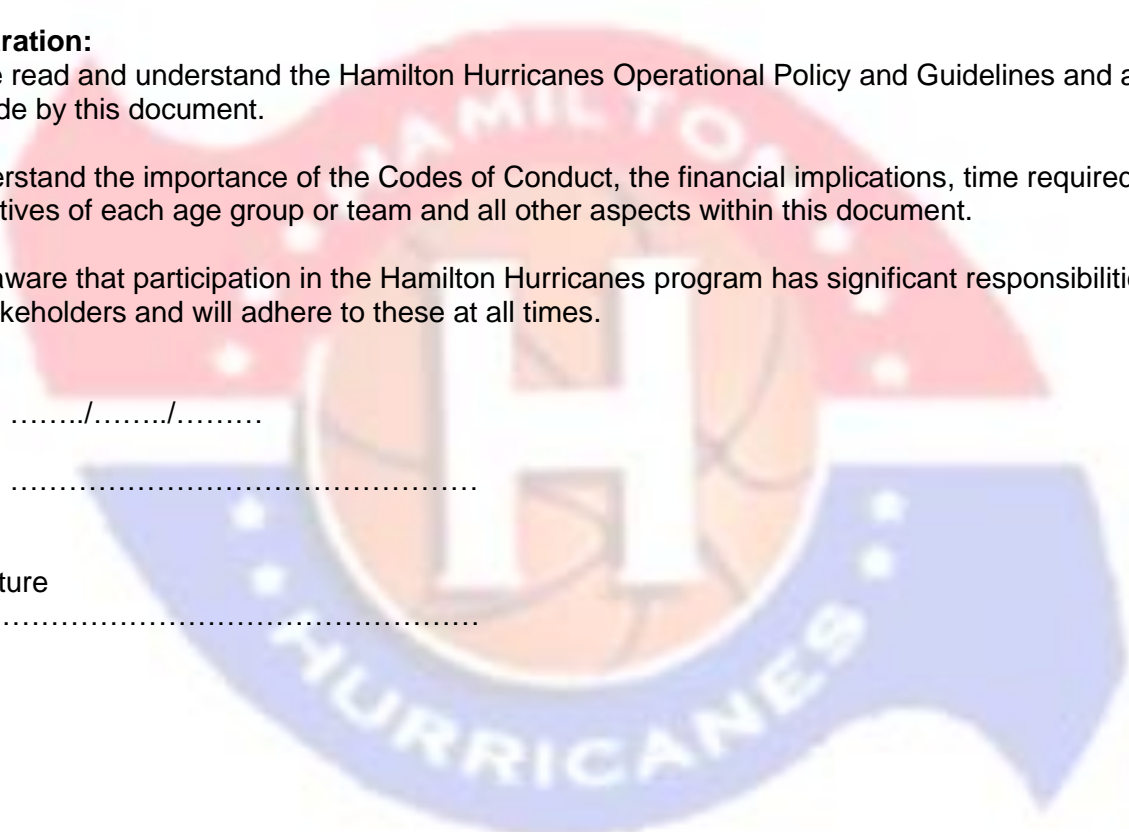 ration:
e read and understand the Hamilton Hurricanes Operational Policy and Guidelines and a
de by this document.
erstand the importance of the Codes of Conduct, the financial implications, time required
tives of each age group or team and all other aspects within this document.
aware that participation in the Hamilton Hurricanes program has significant responsibilitie
keholders and will adhere to these at all times.
……../……../………
…………………………………………
ture
…………………………………………
HAMILTON
H
HURRICANES